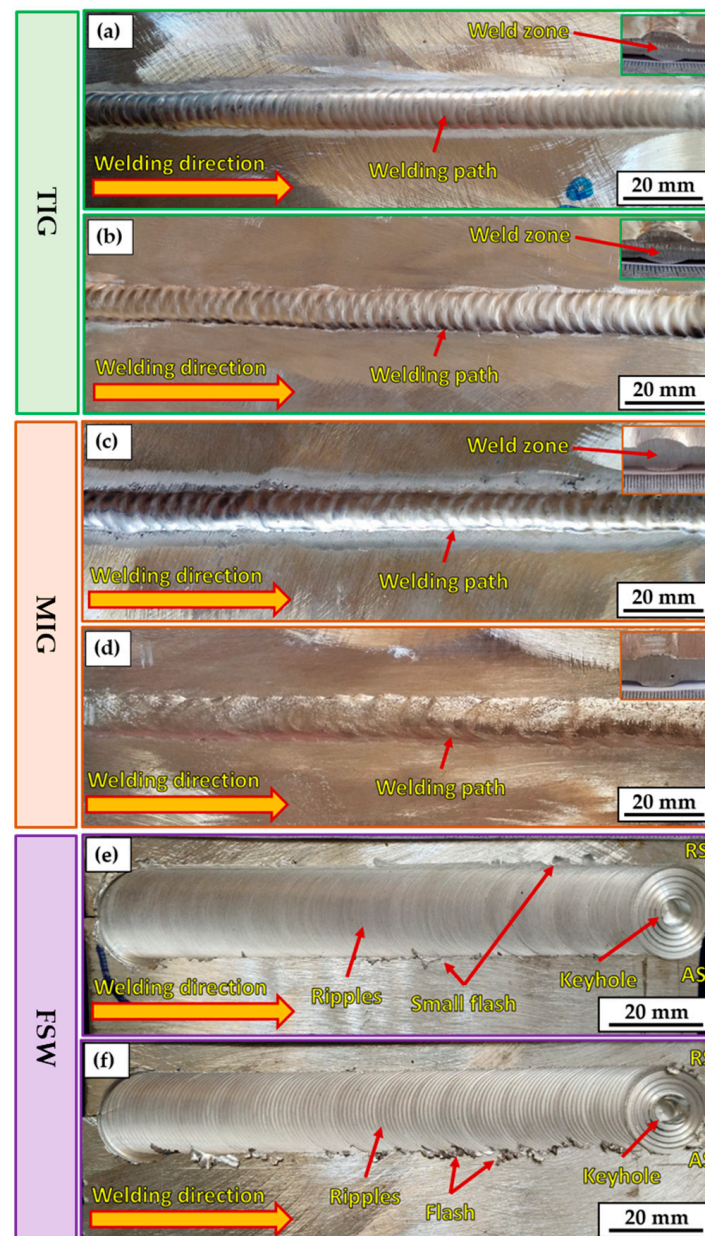 TIG
(a)
Weld zone
Welding direction
Welding path
20 mm
(b)
Weld zone
Welding direction
Welding path
20 mm
MIG
(c)
Weld zone
Welding direction
Welding path
20 mm
(d)
Welding direction
Welding path
20 mm
FSW
(e)
RS
Welding direction
Ripples
Small flash
Keyhole
AS
20 mm
(f)
RS
Welding direction
Ripples
Flash
Keyhole
AS
20 mm